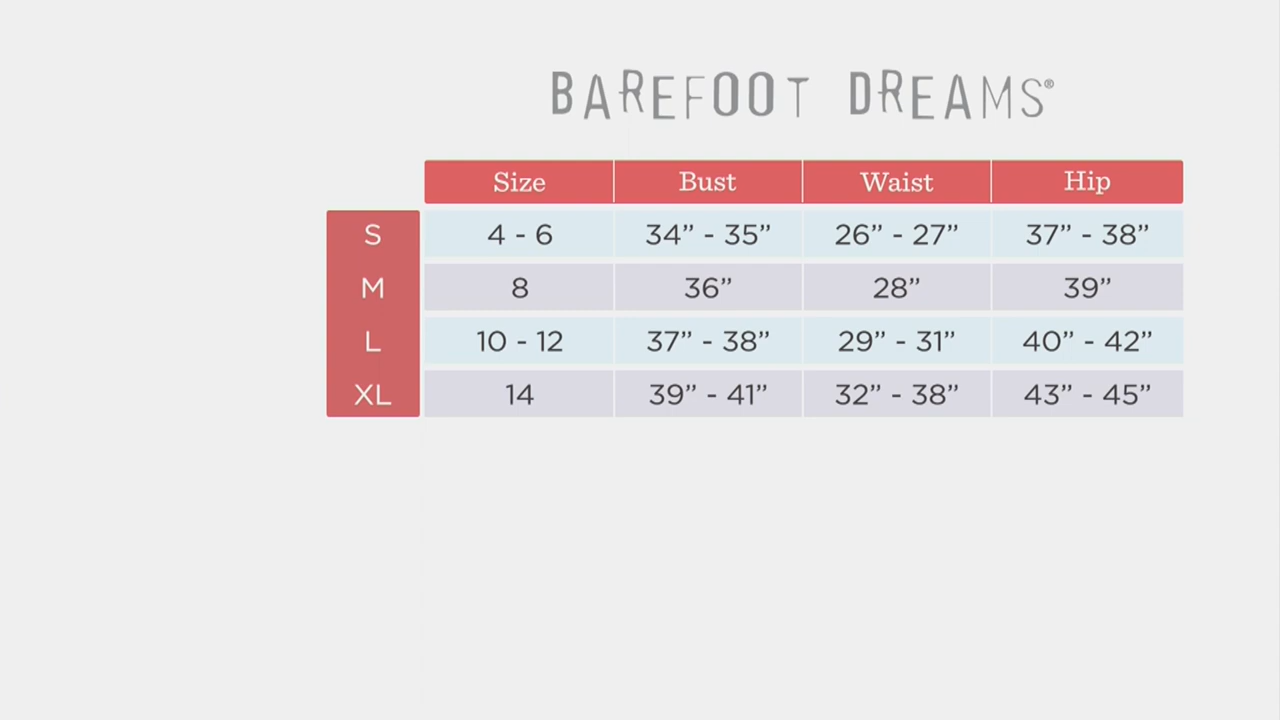 BAREFOOT DREAMS®
Size Bust Waist Hip
S 4 - 6 34” - 35” 26” - 27” 37” - 38”
M 8 36” 28” 39”
L 10 - 12 37” - 38” 29” - 31” 40” - 42”
XL 14 39” - 41” 32” - 38” 43” - 45”